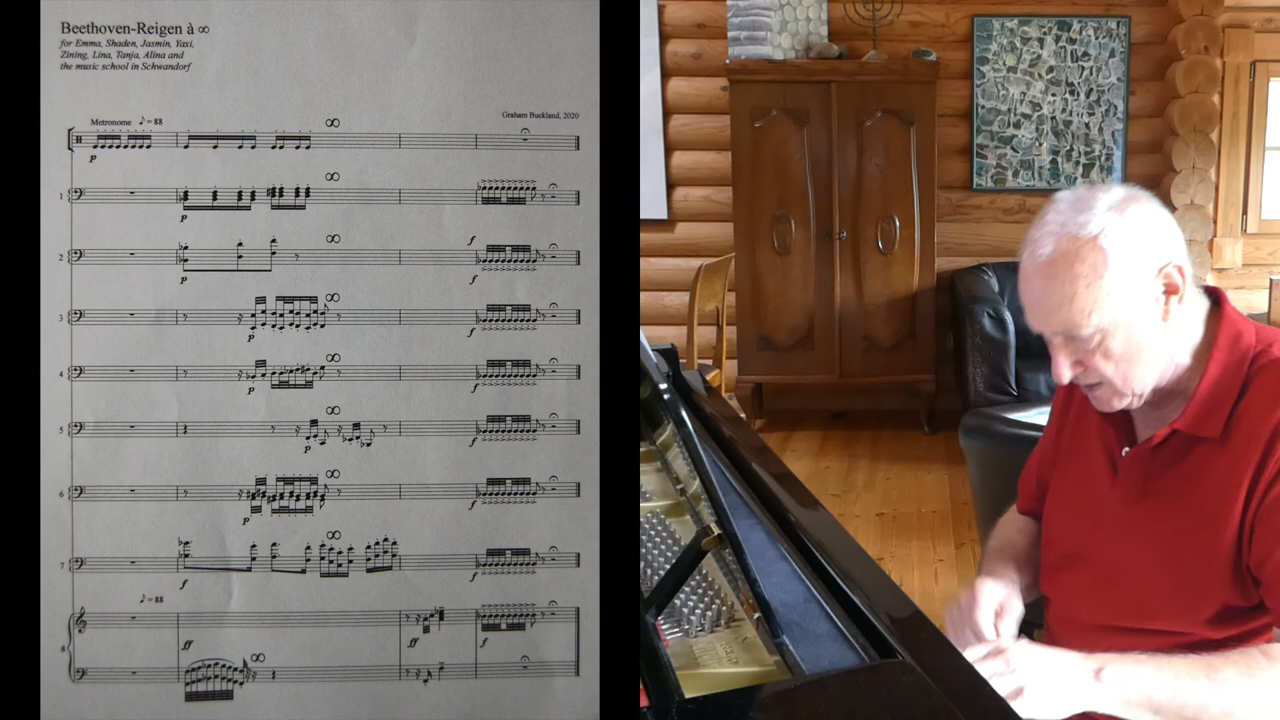 Beethoven-Reigen à ∞
for Emma, Shaden, Jasmin, Yaxi,
Zining, Lina, Tanja, Alina and
the music school in Schwandorf
Graham Buckland, 2020
Metronome ♪ = 88
∞
p
∞
1
p
∞
f
2
p
f
∞
3
p
f
∞
4
p
f
∞
5
p
f
∞
6
p
f
∞
7
f
f
♪ = 88
8
ff
ff
f
∞